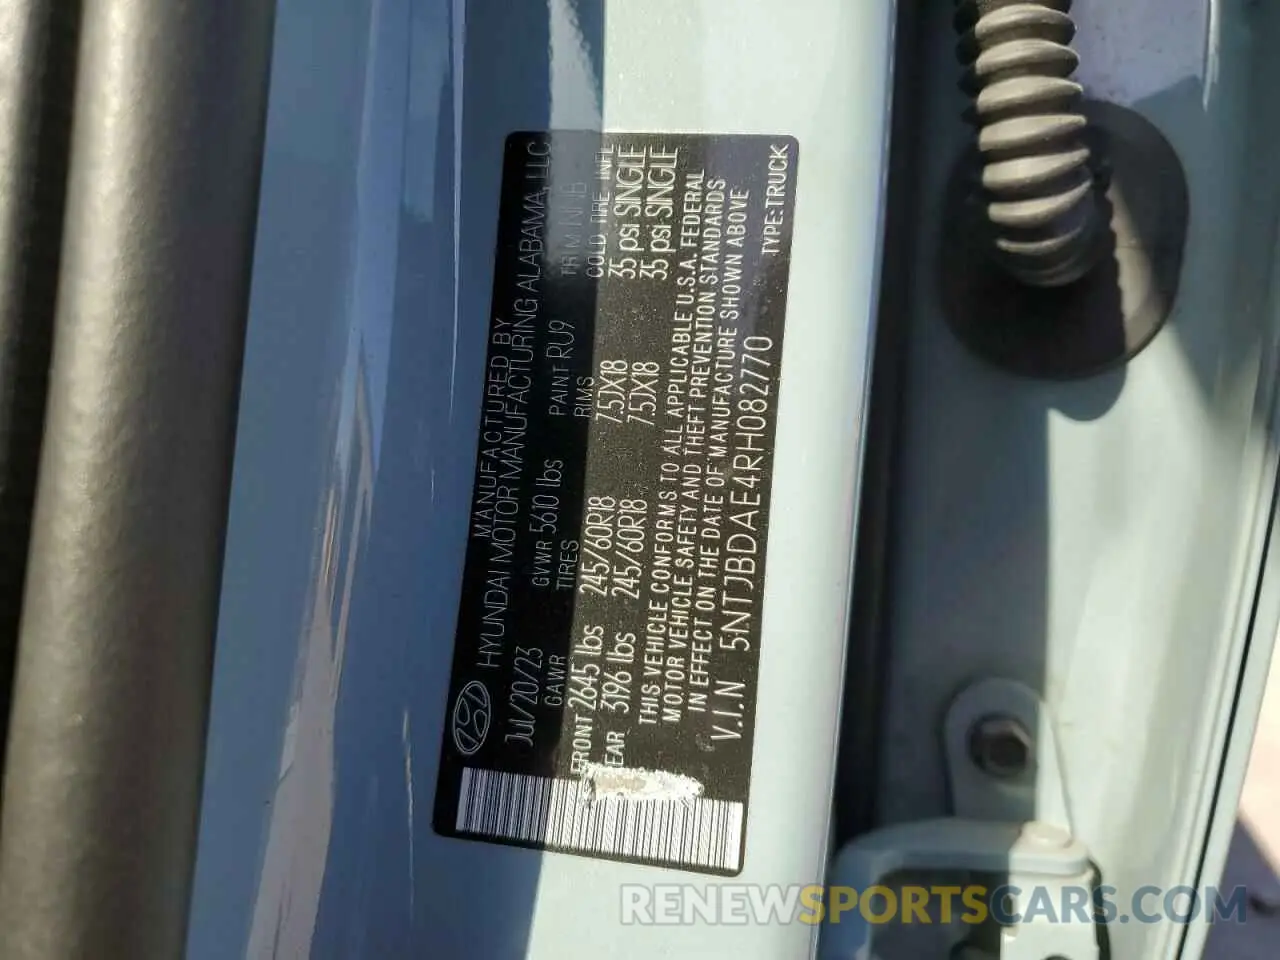 MANUFACTURED BY
HYUNDAI MOTOR MANUFACTURING ALABAMA, LLC
Jul/20/23 GVWR 5610 lbs PAINT RU9 TRIM NNB
GAWR TIRES RIMS COLD TIRE INFL
FRONT 2645 lbs 245/60R18 7.5JX18 35 psi SINGLE
EAR 3196 lbs 245/60R18 7.5JX18 35 psi SINGLE
THIS VEHICLE CONFORMS TO ALL APPLICABLE U.S.A. FEDERAL
MOTOR VEHICLE SAFETY AND THEFT PREVENTION STANDARDS
IN EFFECT ON THE DATE OF MANUFACTURE SHOWN ABOVE
V.I.N 5NTJBDAE4RH082770 TYPE:TRUCK
RENEWSPORTSCARS.COM